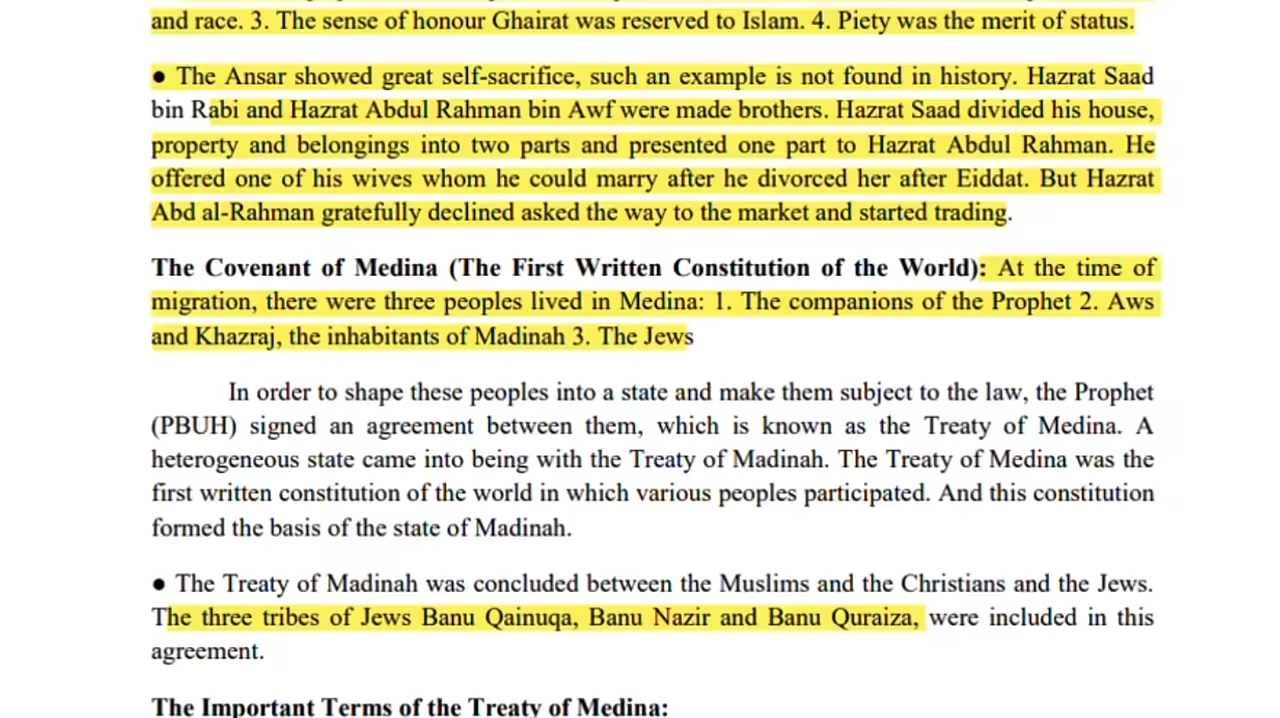 and race. 3. The sense of honour Ghairat was reserved to Islam. 4. Piety was the merit of status.
● The Ansar showed great self-sacrifice, such an example is not found in history. Hazrat Saad
bin Rabi and Hazrat Abdul Rahman bin Awf were made brothers. Hazrat Saad divided his house,
property and belongings into two parts and presented one part to Hazrat Abdul Rahman. He
offered one of his wives whom he could marry after he divorced her after Eiddat. But Hazrat
Abd al-Rahman gratefully declined asked the way to the market and started trading.
The Covenant of Medina (The First Written Constitution of the World): At the time of
migration, there were three peoples lived in Medina: 1. The companions of the Prophet 2. Aws
and Khazraj, the inhabitants of Madinah 3. The Jews
In order to shape these peoples into a state and make them subject to the law, the Prophet
(PBUH) signed an agreement between them, which is known as the Treaty of Medina. A
heterogeneous state came into being with the Treaty of Madinah. The Treaty of Medina was the
first written constitution of the world in which various peoples participated. And this constitution
formed the basis of the state of Madinah.
● The Treaty of Madinah was concluded between the Muslims and the Christians and the Jews.
The three tribes of Jews Banu Qainuqa, Banu Nazir and Banu Quraiza, were included in this
agreement.
The Important Terms of the Treaty of Medina: